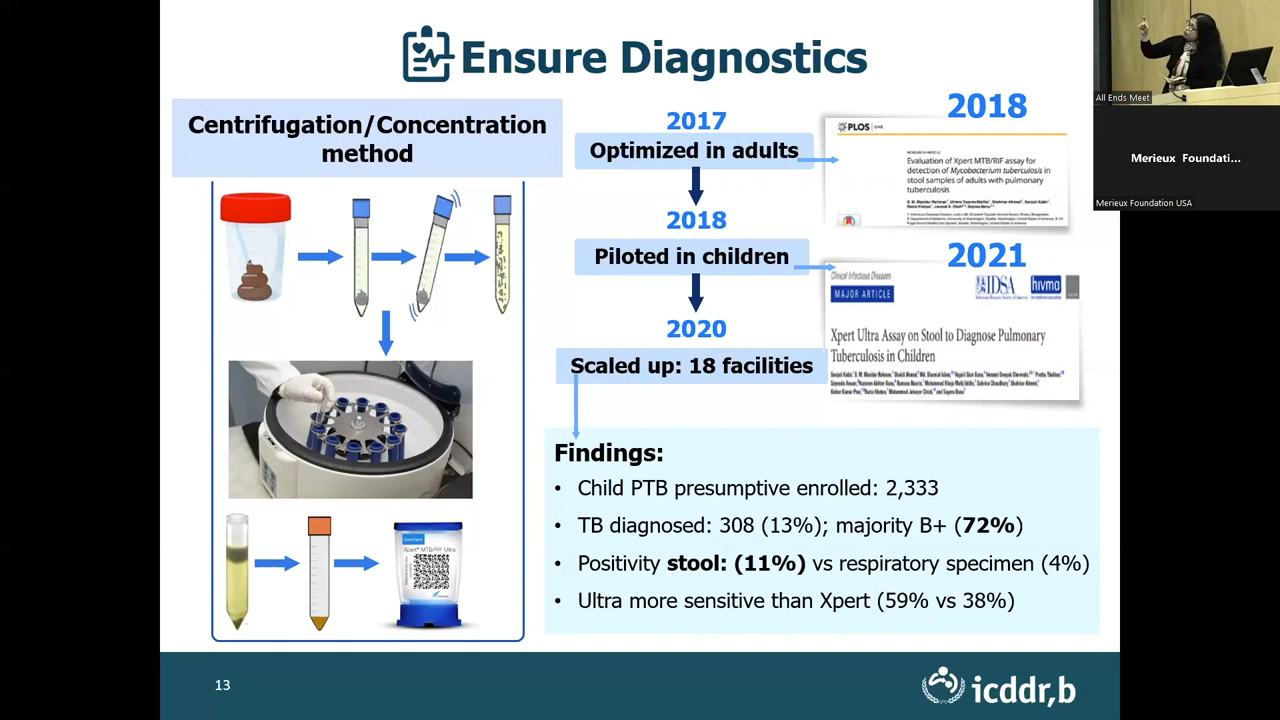 Ensure Diagnostics
Centrifugation/Concentration
method
2017
Optimized in adults
2018
Piloted in children
2020
Scaled up: 18 facilities
2018
PLOS ONE
RESEARCH ARTICLE
Evaluation of Xpert MTB/RIF assay for
detection of Mycobacterium tuberculosis in
stool samples of adults with pulmonary
tuberculosis
2021
Clinical Infectious Diseases
MAJOR ARTICLE
IDSA
hivma
Xpert Ultra Assay on Stool to Diagnose Pulmonary
Tuberculosis in Children
Xpert® MTB/RIF Ultra
Findings:
• Child PTB presumptive enrolled: 2,333
• TB diagnosed: 308 (13%); majority B+ (72%)
• Positivity stool: (11%) vs respiratory specimen (4%)
• Ultra more sensitive than Xpert (59% vs 38%)
13
icddr,b
All Ends Meet
Merieux Foundati...
Merieux Foundation USA